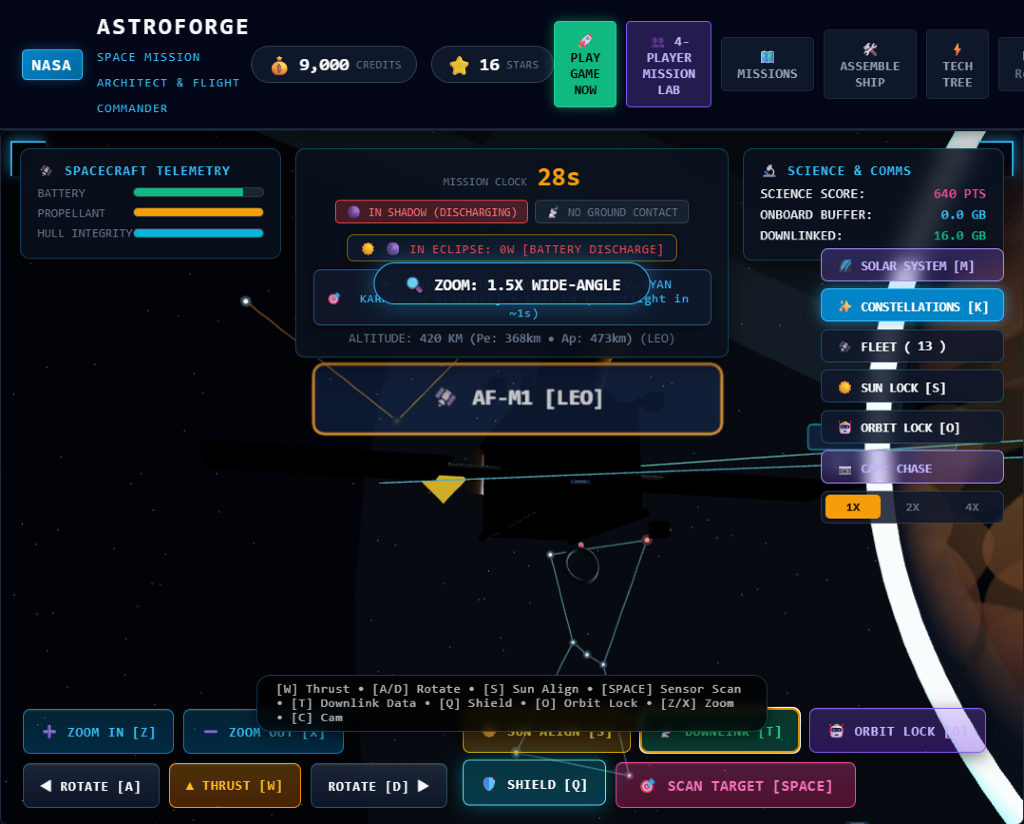 NASA
ASTROFORGE
SPACE MISSION
ARCHITECT & FLIGHT
COMMANDER
9,000 CREDITS
16 STARS
PLAY
GAME
NOW
4-
PLAYER
MISSION
LAB
MISSIONS
ASSEMBLE
SHIP
TECH
TREE
SPACECRAFT TELEMETRY
BATTERY
PROPELLANT
HULL INTEGRITY
MISSION CLOCK 28s
IN SHADOW (DISCHARGING)
NO GROUND CONTACT
IN ECLIPSE: 0W [BATTERY DISCHARGE]
ZOOM: 1.5X WIDE-ANGLE
~1s)
ALTITUDE: 420 KM (Pe: 368km • Ap: 473km) (LEO)
AF-M1 [LEO]
SCIENCE & COMMS
SCIENCE SCORE: 640 PTS
ONBOARD BUFFER: 0.0 GB
DOWNLINKED: 16.0 GB
SOLAR SYSTEM [M]
CONSTELLATIONS [K]
FLEET ( 13 )
SUN LOCK [S]
ORBIT LOCK [O]
CAM: CHASE
1X 2X 4X
[W] Thrust • [A/D] Rotate • [S] Sun Align • [SPACE] Sensor Scan
• [T] Downlink Data • [Q] Shield • [O] Orbit Lock • [Z/X] Zoom
• [C] Cam
ZOOM IN [Z]
ZOOM OUT [X]
SUN ALIGN [S]
DOWNLINK [T]
ORBIT LOCK [O]
◀ ROTATE [A]
▲ THRUST [W]
ROTATE [D] ▶
SHIELD [Q]
SCAN TARGET [SPACE]